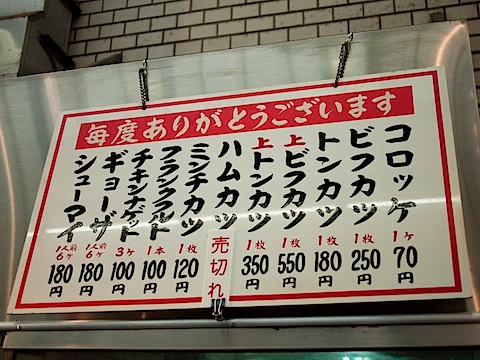 毎度ありがとうございます
コロッケ 1ヶ 70円
ビフカツ 1枚 250円
トンカツ 1枚 180円
上ビフカツ 1枚 550円
上トンカツ 1枚 350円
ハムカツ 売切れ
ミンチカツ 1枚 120円
フランクフルト 1本 100円
チキンナゲット 3ケ 100円
ギョーザ 1人前 6ケ 180円
シューマイ 1人前 6ケ 180円